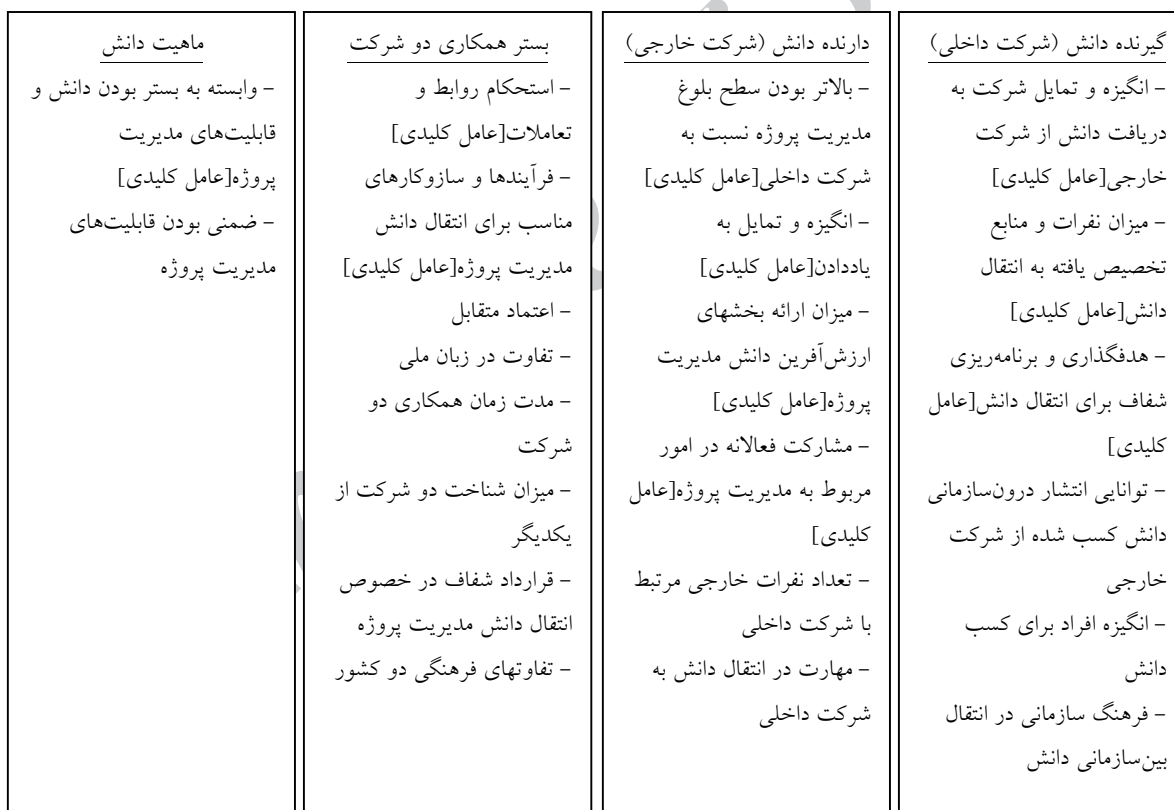 گیرنده دانش (شرکت داخلی)
- انگیزه و تمایل شرکت به
دریافت دانش از شرکت
خارجی[عامل کلیدی]
- میزان نفرات و منابع
تخصیص یافته به انتقال
دانش[عامل کلیدی]
- هدفگذاری و برنامه‌ریزی
شفاف برای انتقال دانش[عامل
کلیدی]
- توانایی انتشار درون‌سازمانی
دانش کسب شده از شرکت
خارجی
- انگیزه افراد برای کسب
دانش
- فرهنگ سازمانی در انتقال
بین‌سازمانی دانش
دارنده دانش (شرکت خارجی)
- بالاتر بودن سطح بلوغ
مدیریت پروژه نسبت به
شرکت داخلی[عامل کلیدی]
- انگیزه و تمایل به
یاددادن[عامل کلیدی]
- میزان ارائه بخشهای
ارزش‌آفرین دانش مدیریت
پروژه[عامل کلیدی]
- مشارکت فعالانه در امور
مربوط به مدیریت پروژه[عامل
کلیدی]
- تعداد نفرات خارجی مرتبط
با شرکت داخلی
- مهارت در انتقال دانش به
شرکت داخلی
بستر همکاری دو شرکت
- استحکام روابط و
تعاملات[عامل کلیدی]
- فرآیندها و سازوکارهای
مناسب برای انتقال دانش
مدیریت پروژه[عامل کلیدی]
- اعتماد متقابل
- تفاوت در زبان ملی
- مدت زمان همکاری دو
شرکت
- میزان شناخت دو شرکت از
یکدیگر
- قرارداد شفاف در خصوص
انتقال دانش مدیریت پروژه
- تفاوتهای فرهنگی دو کشور
ماهیت دانش
- وابسته به بستر بودن دانش و
قابلیت‌های مدیریت
پروژه[عامل کلیدی]
- ضمنی بودن قابلیت‌های
مدیریت پروژه